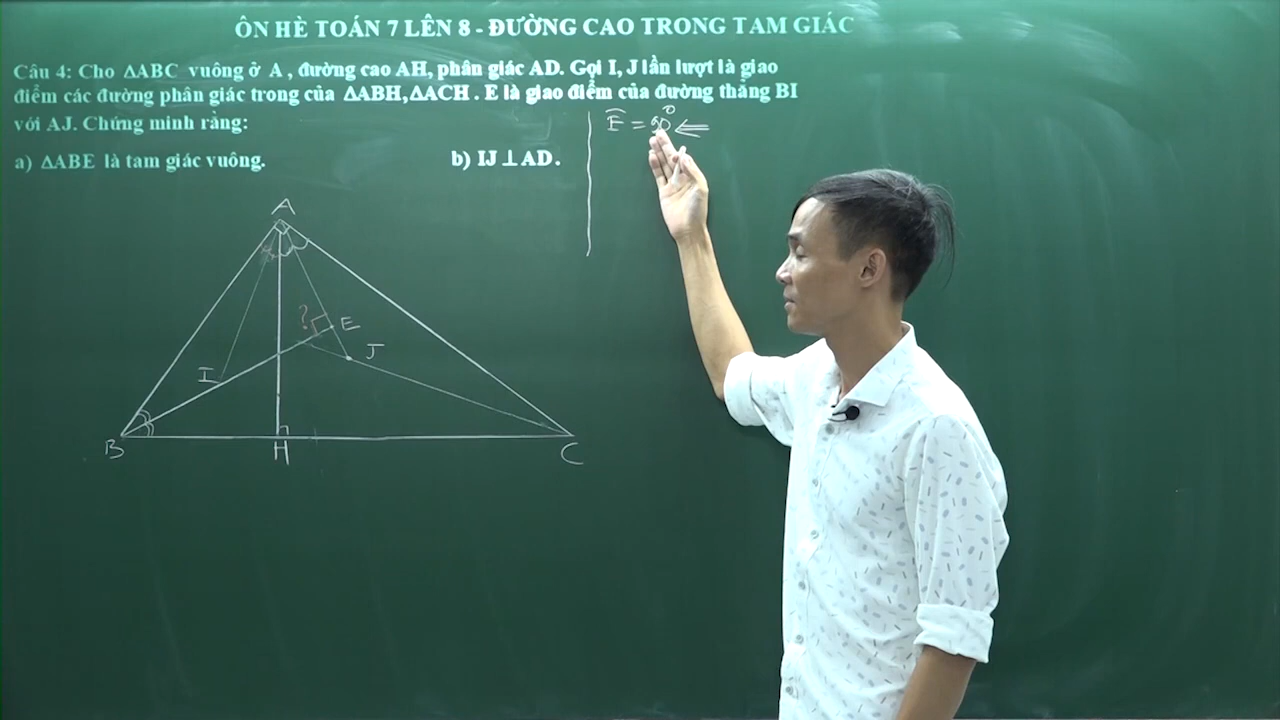 ÔN HÈ TOÁN 7 LÊN 8 - ĐƯỜNG CAO TRONG TAM GIÁC
Câu 4: Cho ΔABC vuông ở A , đường cao AH, phân giác AD. Gọi I, J lần lượt là giao
điểm các đường phân giác trong của ΔABH, ΔACH . E là giao điểm của đường thẳng BI
với AJ. Chứng minh rằng:
a) ΔABE là tam giác vuông.
b) IJ ⊥ AD.
Ê = 90° ⇐
A
? E
J
I
B H C